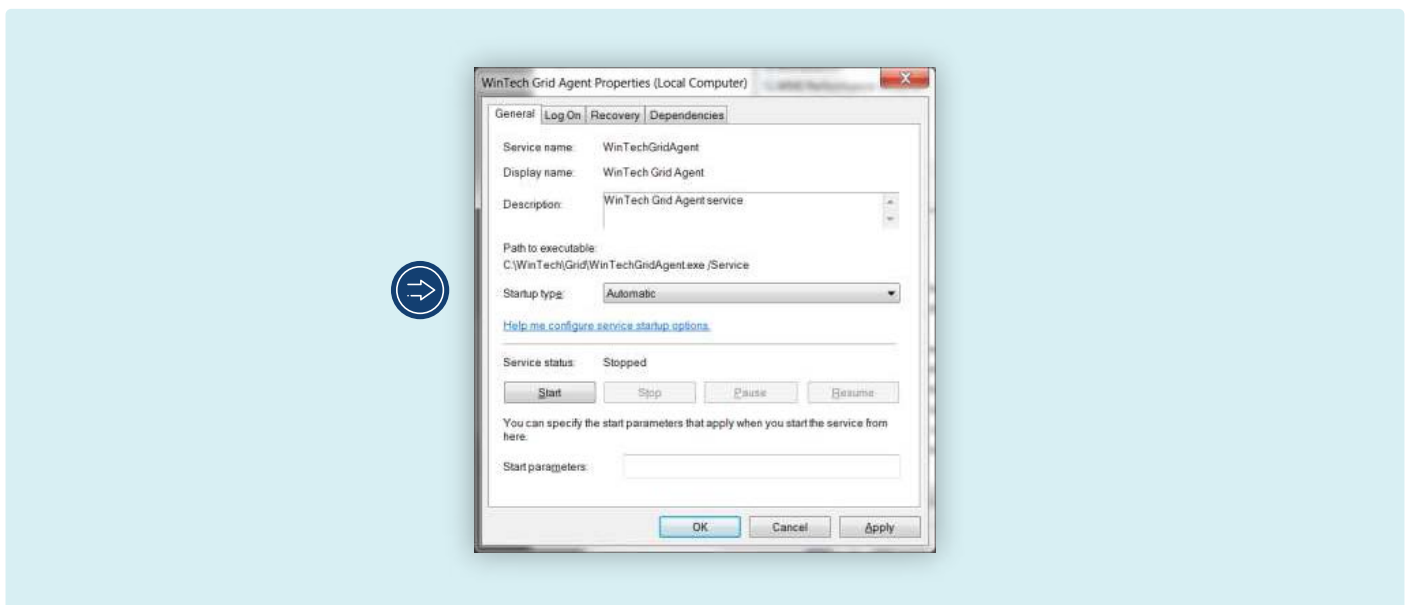 WinTech Grid Agent Properties (Local Computer)
General Log On Recovery Dependencies
Service name: WinTechGridAgent
Display name: WinTech Grid Agent
Description: WinTech Grid Agent service
Path to executable:
C:\WinTech\Grid\WinTechGridAgent.exe /Service
Startup type: Automatic
Help me configure service startup options.
Service status: Stopped
Start Stop Pause Resume
You can specify the start parameters that apply when you start the service from
here.
Start parameters:
OK Cancel Apply